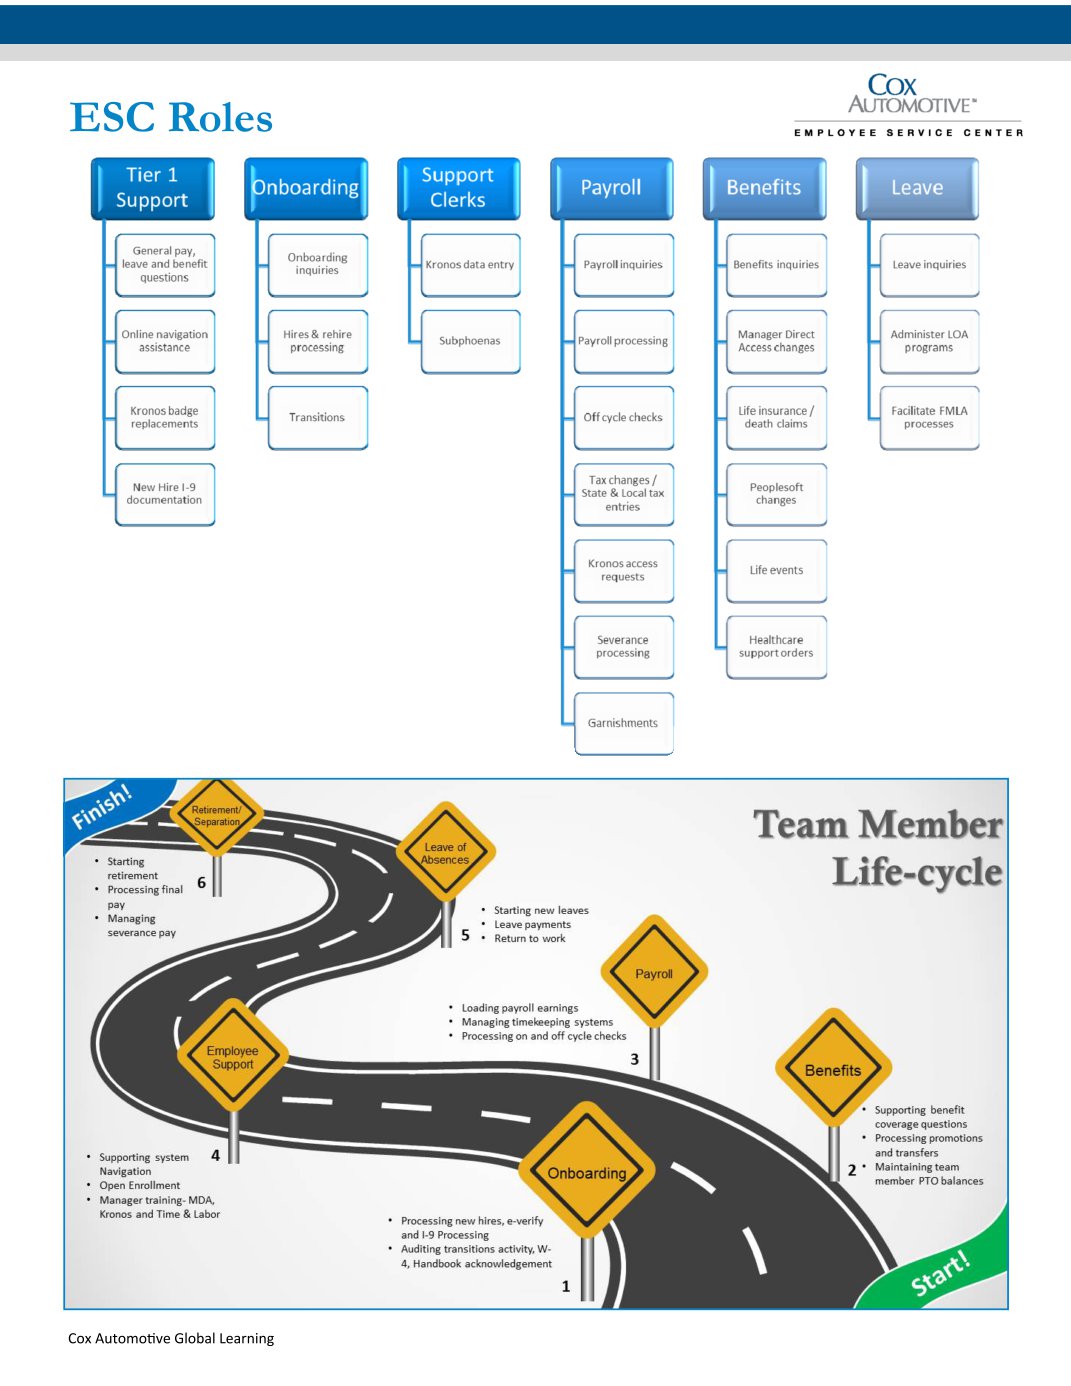 ESC Roles
COX
AUTOMOTIVE™
EMPLOYEE SERVICE CENTER
Tier 1
Support
General pay,
leave and benefit
questions
Online navigation
assistance
Kronos badge
replacements
New Hire I-9
documentation
Onboarding
Onboarding
inquiries
Hires & rehire
processing
Transitions
Support
Clerks
Kronos data entry
Subphoenas
Payroll
Payroll inquiries
Payroll processing
Off cycle checks
Tax changes /
State & Local tax
entries
Kronos access
requests
Severance
processing
Garnishments
Benefits
Benefits inquiries
Manager Direct
Access changes
Life insurance /
death claims
Peoplesoft
changes
Life events
Healthcare
support orders
Leave
Leave inquiries
Administer LOA
programs
Facilitate FMLA
processes
Team Member
Life-cycle
Finish!
Retirement/
Separation
• Starting
retirement
• Processing final
pay
• Managing
severance pay
6
Leave of
Absences
• Starting new leaves
• Leave payments
• Return to work
5
Payroll
• Loading payroll earnings
• Managing timekeeping systems
• Processing on and off cycle checks
3
Employee
Support
• Supporting system
Navigation
• Open Enrollment
• Manager training- MDA,
Kronos and Time & Labor
4
Benefits
• Supporting benefit
coverage questions
• Processing promotions
and transfers
• Maintaining team
member PTO balances
2
Onboarding
• Processing new hires, e-verify
and I-9 Processing
• Auditing transitions activity, W-
4, Handbook acknowledgement
1
Start!
Cox Automotive Global Learning